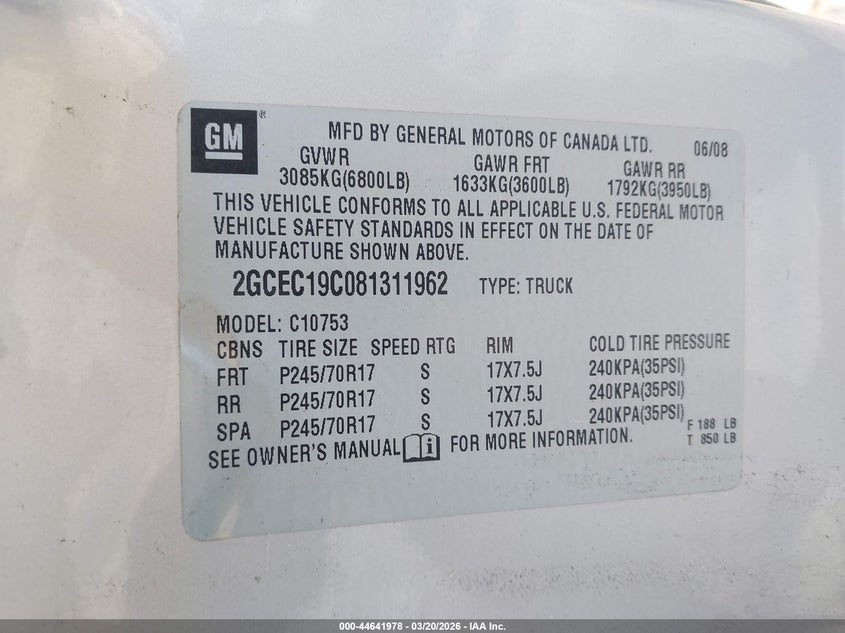 GM ®
MFD BY GENERAL MOTORS OF CANADA LTD. 06/08
GVWR GAWR FRT GAWR RR
3085KG(6800LB) 1633KG(3600LB) 1792KG(3950LB)
THIS VEHICLE CONFORMS TO ALL APPLICABLE U.S. FEDERAL MOTOR
VEHICLE SAFETY STANDARDS IN EFFECT ON THE DATE OF
MANUFACTURE SHOWN ABOVE.
2GCEC19C081311962 TYPE: TRUCK
MODEL: C10753
CBNS TIRE SIZE SPEED RTG RIM COLD TIRE PRESSURE
FRT P245/70R17 S 17X7.5J 240KPA(35PSI)
RR P245/70R17 S 17X7.5J 240KPA(35PSI)
SPA P245/70R17 S 17X7.5J 240KPA(35PSI)
F 188 LB
SEE OWNER'S MANUAL i FOR MORE INFORMATION.
T 850 LB
000-44641978 - 03/20/2026 - IAA Inc.